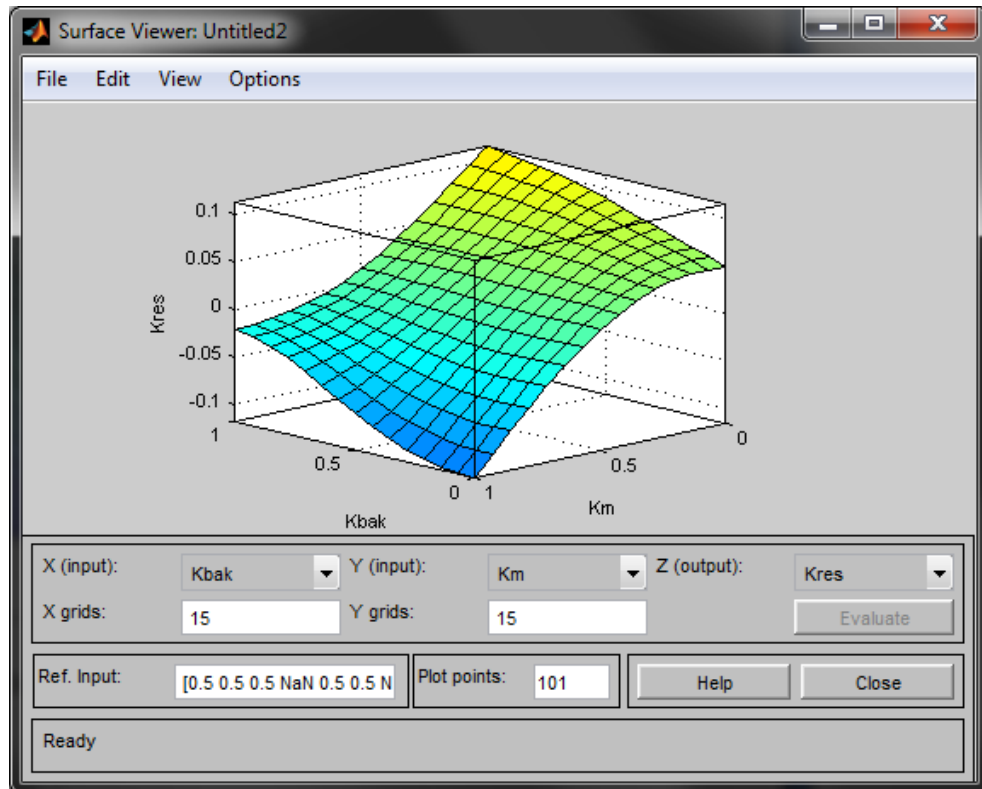 Surface Viewer: Untitled2
File Edit View Options
0.1
0.05
0
-0.05
-0.1
Kres
1
0.5
0
Kbak
1
0.5
0
Km
X (input): Kbak Y (input): Km Z (output): Kres
X grids: 15 Y grids: 15 Evaluate
Ref. Input: [0.5 0.5 0.5 NaN 0.5 0.5 N Plot points: 101 Help Close
Ready